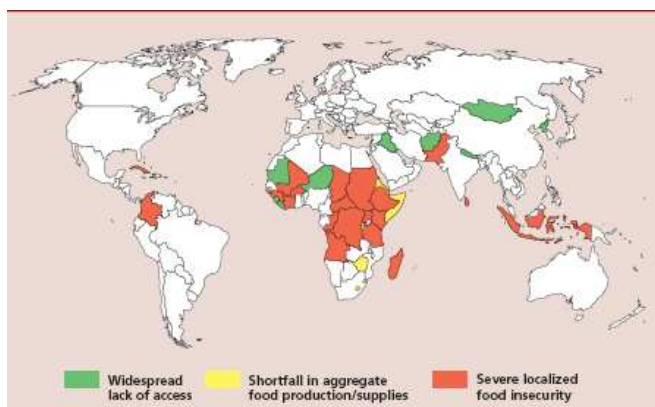 Widespread
lack of access
Shortfall in aggregate
food production/supplies
Severe localized
food insecurity